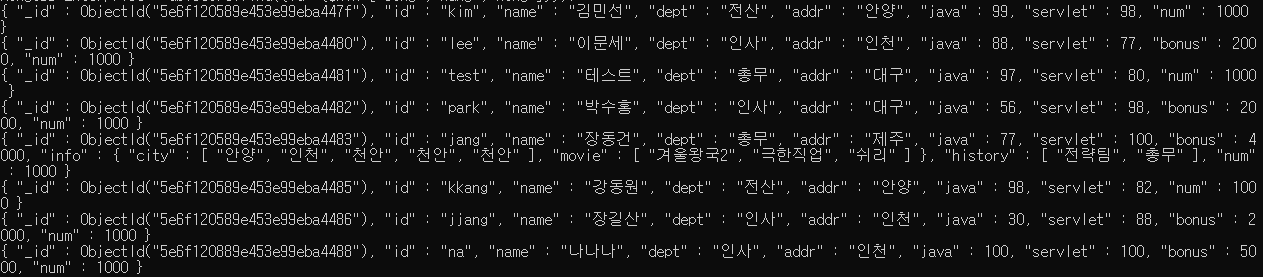 { "_id" : ObjectId("5e6f120589e453e99eba447f"), "id" : "kim", "name" : "김민선", "dept" : "전산", "addr" : "안양", "java" : 99, "servlet" : 98, "num" : 1000
}
{ "_id" : ObjectId("5e6f120589e453e99eba4480"), "id" : "lee", "name" : "이문세", "dept" : "인사", "addr" : "인천", "java" : 88, "servlet" : 77, "bonus" : 200
0, "num" : 1000 }
{ "_id" : ObjectId("5e6f120589e453e99eba4481"), "id" : "test", "name" : "테스트", "dept" : "총무", "addr" : "대구", "java" : 97, "servlet" : 80, "num" : 1000
}
{ "_id" : ObjectId("5e6f120589e453e99eba4482"), "id" : "park", "name" : "박수홍", "dept" : "인사", "addr" : "대구", "java" : 56, "servlet" : 98, "bonus" : 20
00, "num" : 1000 }
{ "_id" : ObjectId("5e6f120589e453e99eba4483"), "id" : "jang", "name" : "장동건", "dept" : "총무", "addr" : "제주", "java" : 77, "servlet" : 100, "bonus" : 4
000, "info" : { "city" : [ "안양", "인천", "천안", "천안", "천안" ], "movie" : [ "겨울왕국2", "극한직업", "쉬리" ] }, "history" : [ "전략팀", "총무" ], "num"
: 1000 }
{ "_id" : ObjectId("5e6f120589e453e99eba4485"), "id" : "kkang", "name" : "강동원", "dept" : "전산", "addr" : "안양", "java" : 98, "servlet" : 82, "num" : 100
0 }
{ "_id" : ObjectId("5e6f120589e453e99eba4486"), "id" : "jjang", "name" : "장길산", "dept" : "인사", "addr" : "인천", "java" : 30, "servlet" : 88, "bonus" : 2
000, "num" : 1000 }
{ "_id" : ObjectId("5e6f120889e453e99eba4488"), "id" : "na", "name" : "나나나", "dept" : "인사", "addr" : "인천", "java" : 100, "servlet" : 100, "bonus" : 50
00, "num" : 1000 }